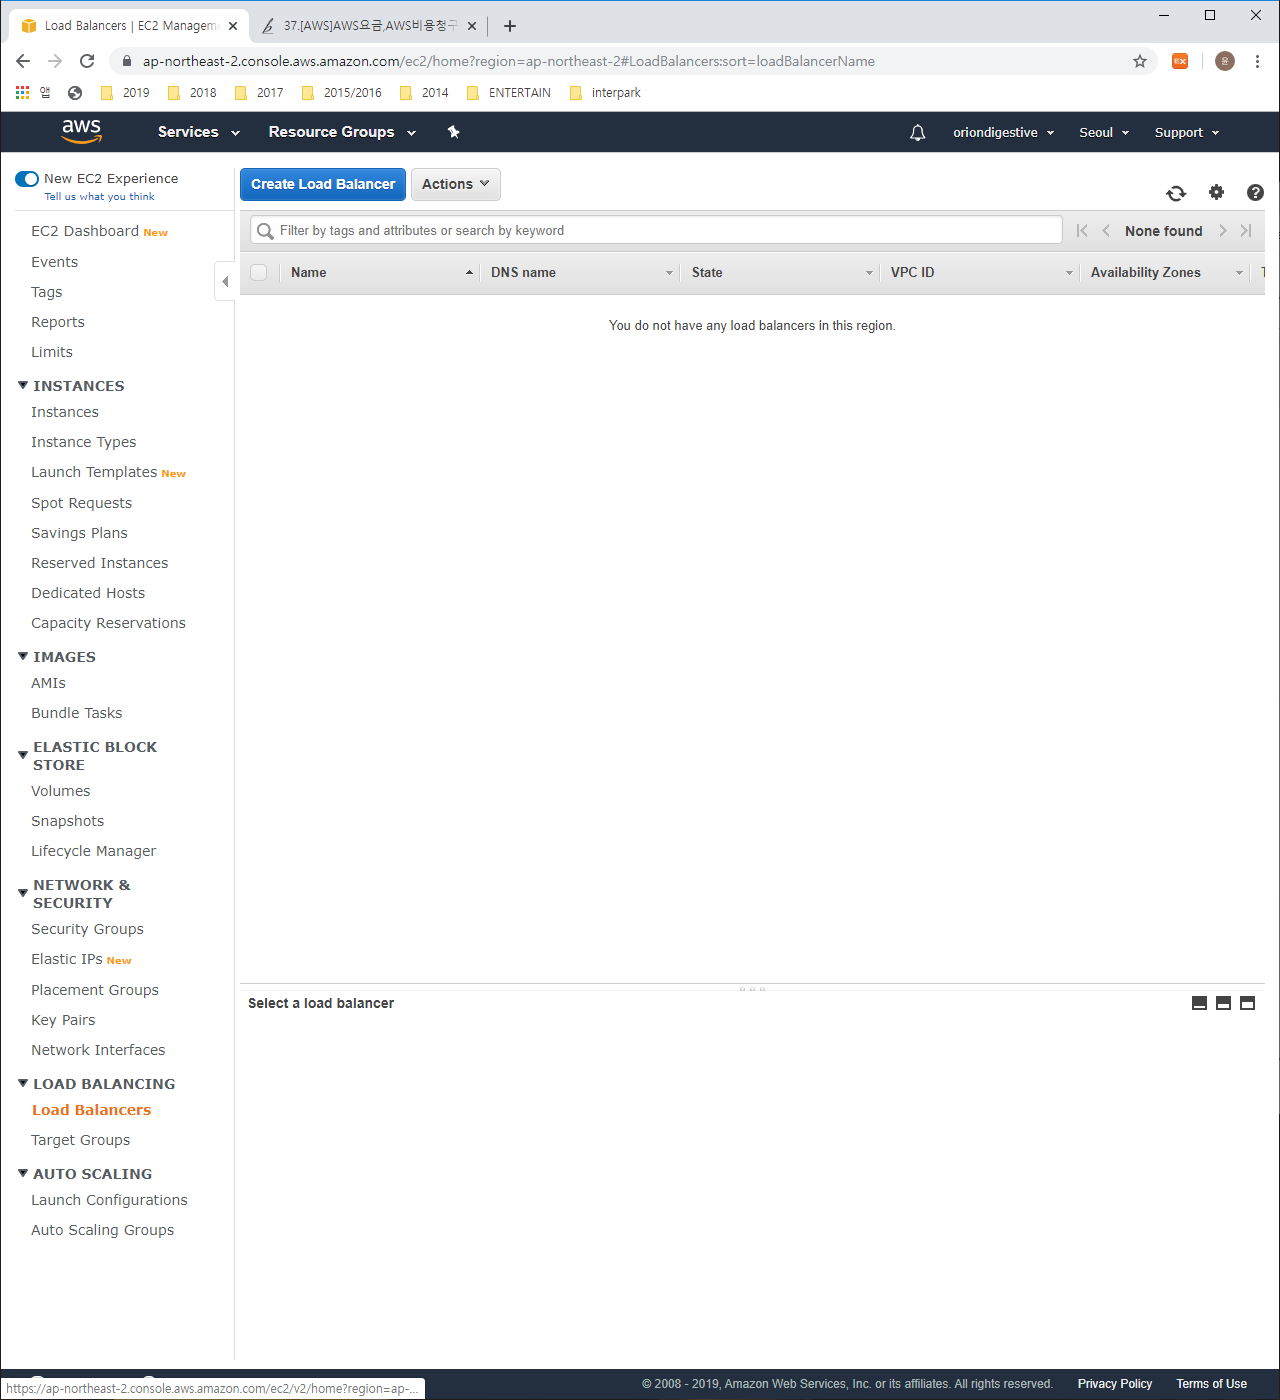 Load Balancers | EC2 Managem
37.[AWS]AWS요금,AWS비용청구
ap-northeast-2.console.aws.amazon.com/ec2/home?region=ap-northeast-2#LoadBalancers:sort=loadBalancerName
앱 2019 2018 2017 2015/2016 2014 ENTERTAIN interpark
aws Services Resource Groups oriondigestive Seoul Support
New EC2 Experience
Tell us what you think
Create Load Balancer Actions
EC2 Dashboard New
Events
Tags
Reports
Limits
INSTANCES
Instances
Instance Types
Launch Templates New
Spot Requests
Savings Plans
Reserved Instances
Dedicated Hosts
Capacity Reservations
IMAGES
AMIs
Bundle Tasks
ELASTIC BLOCK
STORE
Volumes
Snapshots
Lifecycle Manager
NETWORK &
SECURITY
Security Groups
Elastic IPs New
Placement Groups
Key Pairs
Network Interfaces
LOAD BALANCING
Load Balancers
Target Groups
AUTO SCALING
Launch Configurations
Auto Scaling Groups
Filter by tags and attributes or search by keyword
None found
Name DNS name State VPC ID Availability Zones
You do not have any load balancers in this region.
Select a load balancer
https://ap-northeast-2.console.aws.amazon.com/ec2/v2/home?region=ap-...
© 2008 - 2019, Amazon Web Services, Inc. or its affiliates. All rights reserved. Privacy Policy Terms of Use